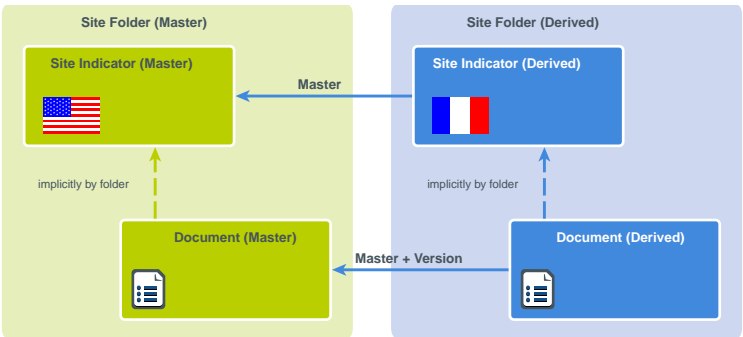 Site Folder (Master)
Site Folder (Derived)
Site Indicator (Master)
Master
Site Indicator (Derived)
implicitly by folder
implicitly by folder
Document (Master)
Master + Version
Document (Derived)